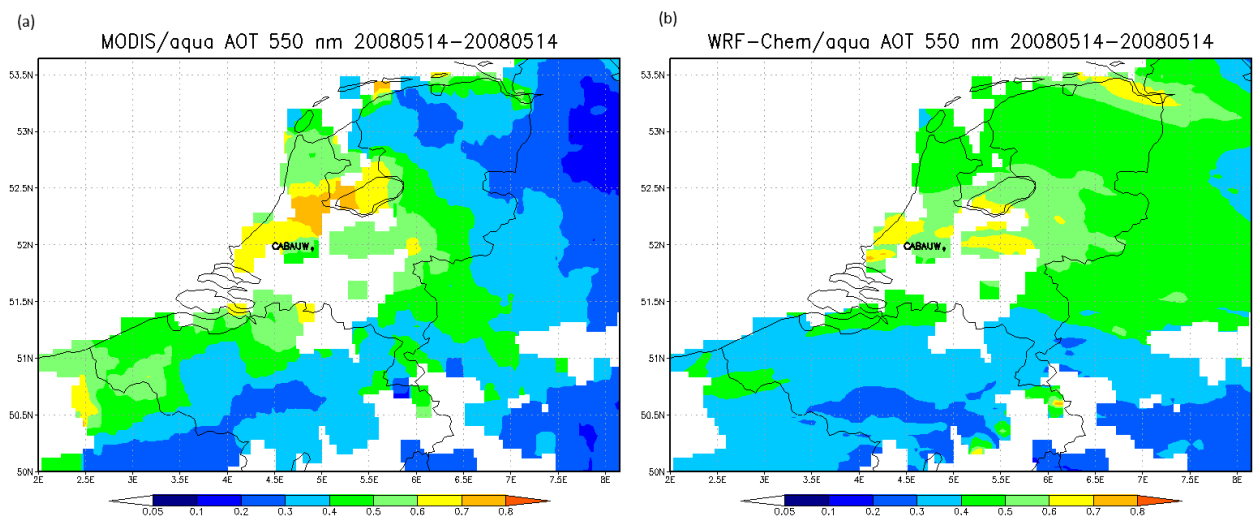 (a)
MODIS/aqua AOT 550 nm 20080514-20080514
53.5N
53N
52.5N
52N
51.5N
51N
50.5N
50N
CABAUW
2E 2.5E 3E 3.5E 4E 4.5E 5E 5.5E 6E 6.5E 7E 7.5E 8E
0.05 0.1 0.2 0.3 0.4 0.5 0.6 0.7 0.8
(b)
WRF-Chem/aqua AOT 550 nm 20080514-20080514
53.5N
53N
52.5N
52N
51.5N
51N
50.5N
50N
CABAUW
2E 2.5E 3E 3.5E 4E 4.5E 5E 5.5E 6E 6.5E 7E 7.5E 8E
0.05 0.1 0.2 0.3 0.4 0.5 0.6 0.7 0.8